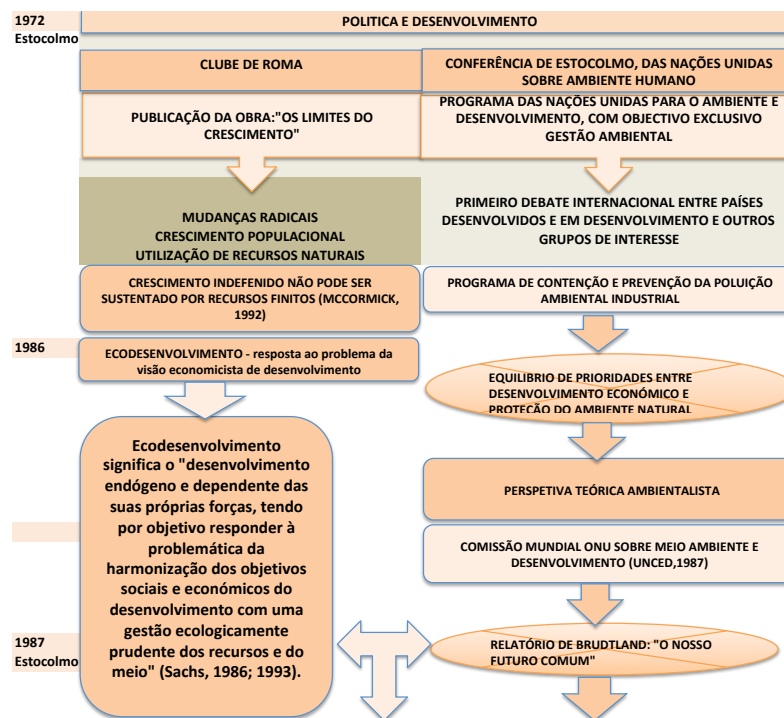 1972
Estocolmo
POLITICA E DESENVOLVIMENTO
CLUBE DE ROMA
CONFERÊNCIA DE ESTOCOLMO, DAS NAÇÕES UNIDAS
SOBRE AMBIENTE HUMANO
PUBLICAÇÃO DA OBRA:"OS LIMITES DO
CRESCIMENTO"
PROGRAMA DAS NAÇÕES UNIDAS PARA O AMBIENTE E
DESENVOLVIMENTO, COM OBJECTIVO EXCLUSIVO
GESTÃO AMBIENTAL
MUDANÇAS RADICAIS
CRESCIMENTO POPULACIONAL
UTILIZAÇÃO DE RECURSOS NATURAIS
PRIMEIRO DEBATE INTERNACIONAL ENTRE PAÍSES
DESENVOLVIDOS E EM DESENVOLVIMENTO E OUTROS
GRUPOS DE INTERESSE
CRESCIMENTO INDEFENIDO NÃO PODE SER
SUSTENTADO POR RECURSOS FINITOS (MCCORMICK,
1992)
PROGRAMA DE CONTENÇÃO E PREVENÇÃO DA POLUIÇÃO
AMBIENTAL INDUSTRIAL
1986
ECODESENVOLVIMENTO - resposta ao problema da
visão economicista de desenvolvimento
EQUILIBRIO DE PRIORIDADES ENTRE
DESENVOLVIMENTO ECONÓMICO E
PROTEÇÃO DO AMBIENTE NATURAL
Ecodesenvolvimento
significa o "desenvolvimento
endógeno e dependente das
suas próprias forças, tendo
por objetivo responder à
problemática da
harmonização dos objetivos
sociais e económicos do
desenvolvimento com uma
gestão ecologicamente
prudente dos recursos e do
meio" (Sachs, 1986; 1993).
PERSPETIVA TEÓRICA AMBIENTALISTA
COMISSÃO MUNDIAL ONU SOBRE MEIO AMBIENTE E
DESENVOLVIMENTO (UNCED,1987)
1987
Estocolmo
RELATÓRIO DE BRUDTLAND: "O NOSSO
FUTURO COMUM"